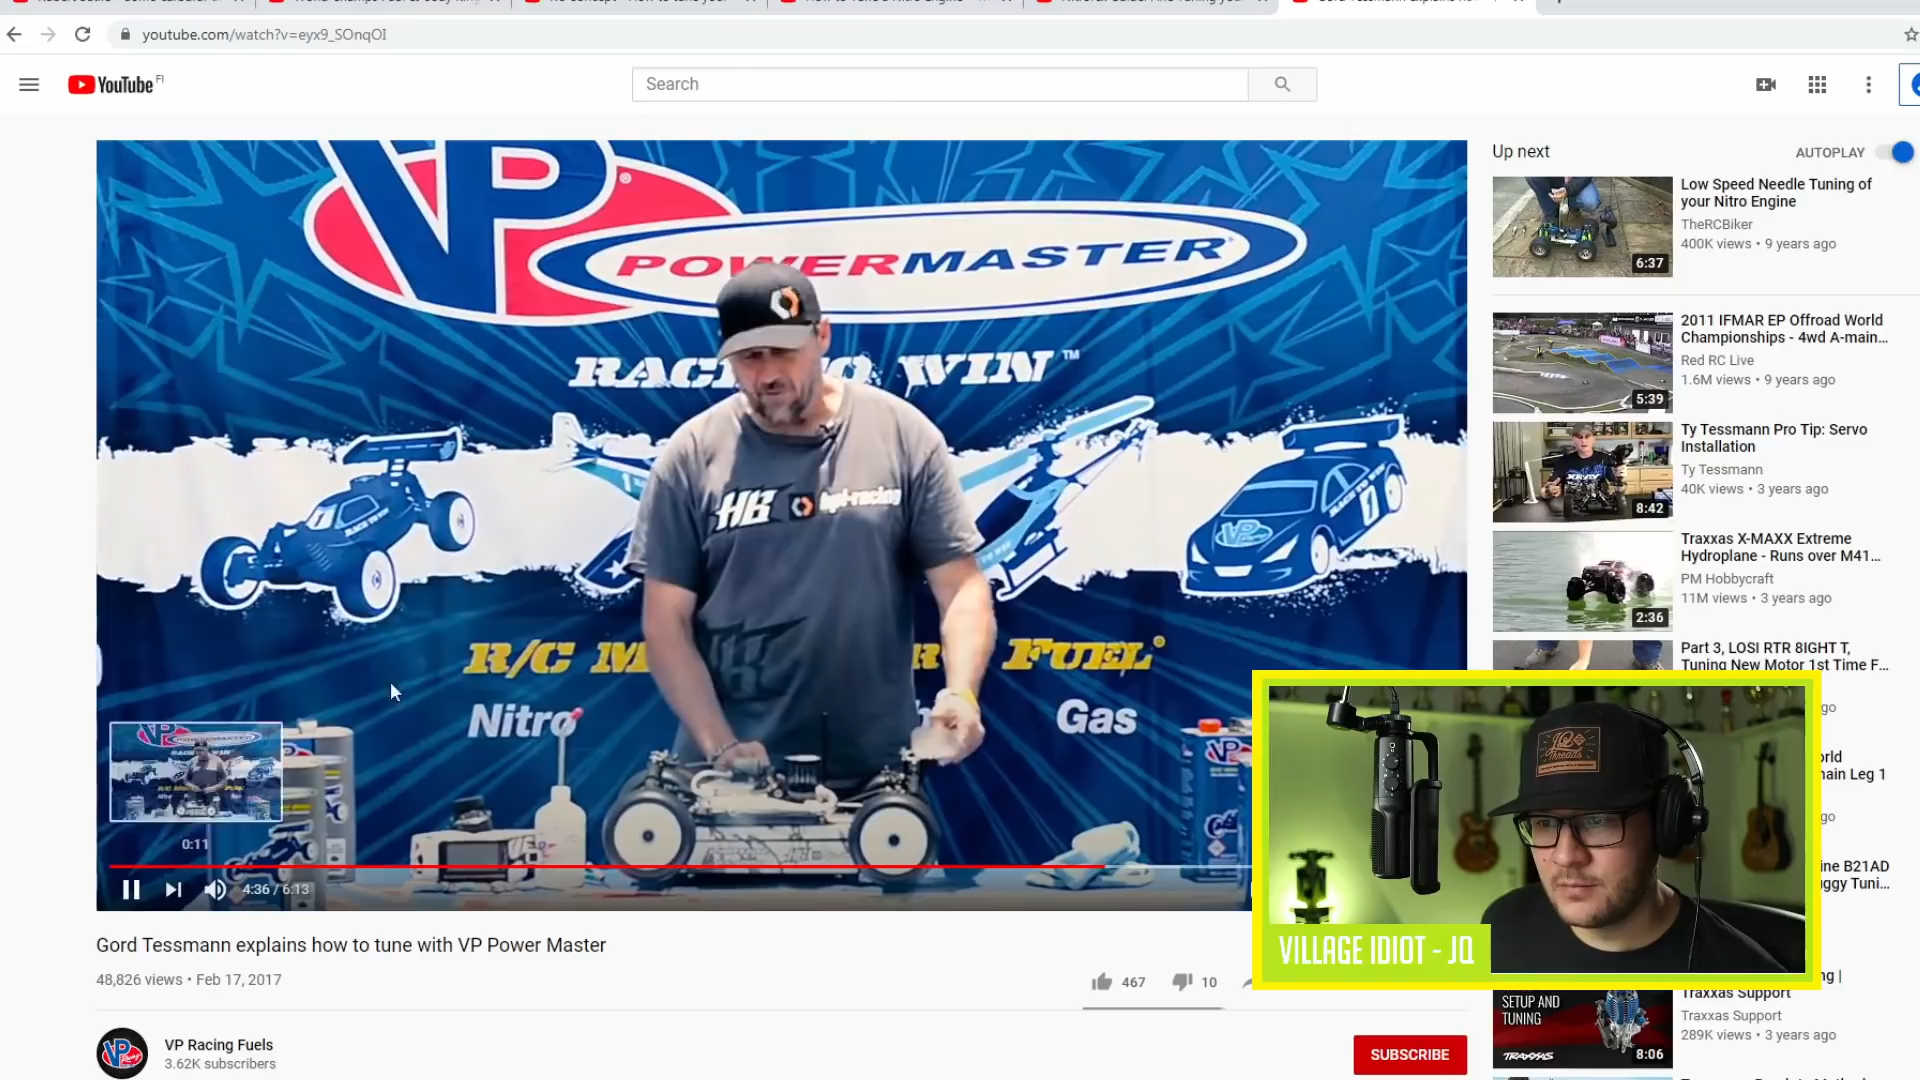 youtube.com/watch?v=eyx9_SOnqOI
YouTube FI
Search
VP
POWERMASTER
RACE TO WIN ™
HB hpi-racing
R/C
FUEL
Nitro
Gas
0:11
4:36 / 6:13
Gord Tessmann explains how to tune with VP Power Master
48,826 views • Feb 17, 2017
467
10
VP Racing Fuels
3.62K subscribers
SUBSCRIBE
Up next
AUTOPLAY
6:37
Low Speed Needle Tuning of
your Nitro Engine
TheRCBiker
400K views • 9 years ago
5:39
2011 IFMAR EP Offroad World
Championships - 4wd A-main...
Red RC Live
1.6M views • 9 years ago
8:42
Ty Tessmann Pro Tip: Servo
Installation
Ty Tessmann
40K views • 3 years ago
2:36
Traxxas X-MAXX Extreme
Hydroplane - Runs over M41...
PM Hobbycraft
11M views • 3 years ago
Part 3, LOSI RTR 8IGHT T,
Tuning New Motor 1st Time F...
JQ
Threads
VILLAGE IDIOT - JQ
SETUP AND
TUNING
TRAXXAS
8:06
Traxxas Support
Traxxas Support
289K views • 3 years ago